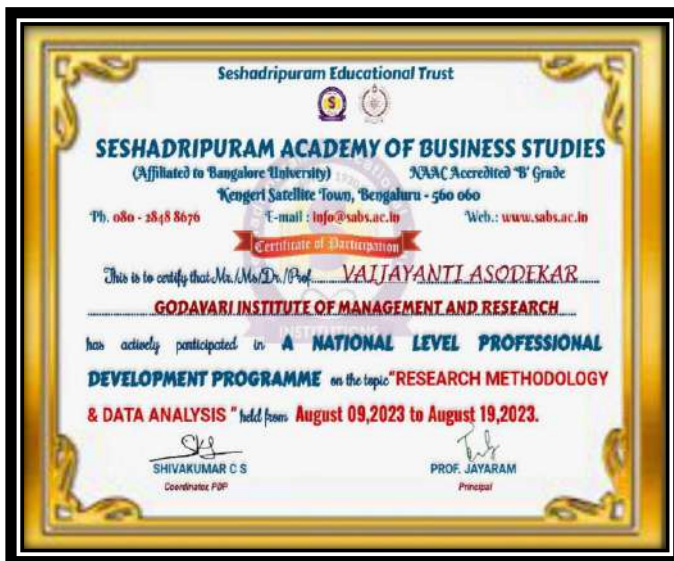 Seshadripuram Educational Trust
SESHADRIPURAM ACADEMY OF BUSINESS STUDIES
(Affiliated to Bangalore University) NAAC Accredited 'B' Grade
Kengeri Satellite Town, Bengaluru - 560 060
Ph. 080 - 2848 8676 E-mail : info@sabs.ac.in Web.: www.sabs.ac.in
Certificate of Participation
This is to certify that Mr./Ms/Dr./Prof. VAIJAYANTI ASODEKAR
GODAVARI INSTITUTE OF MANAGEMENT AND RESEARCH
INSTITUTIONS
has actively participated in A NATIONAL LEVEL PROFESSIONAL
DEVELOPMENT PROGRAMME on the topic "RESEARCH METHODOLOGY
& DATA ANALYSIS " held from August 09,2023 to August 19,2023.
SHIVAKUMAR C S PROF. JAYARAM
Coordinator, PDP Principal